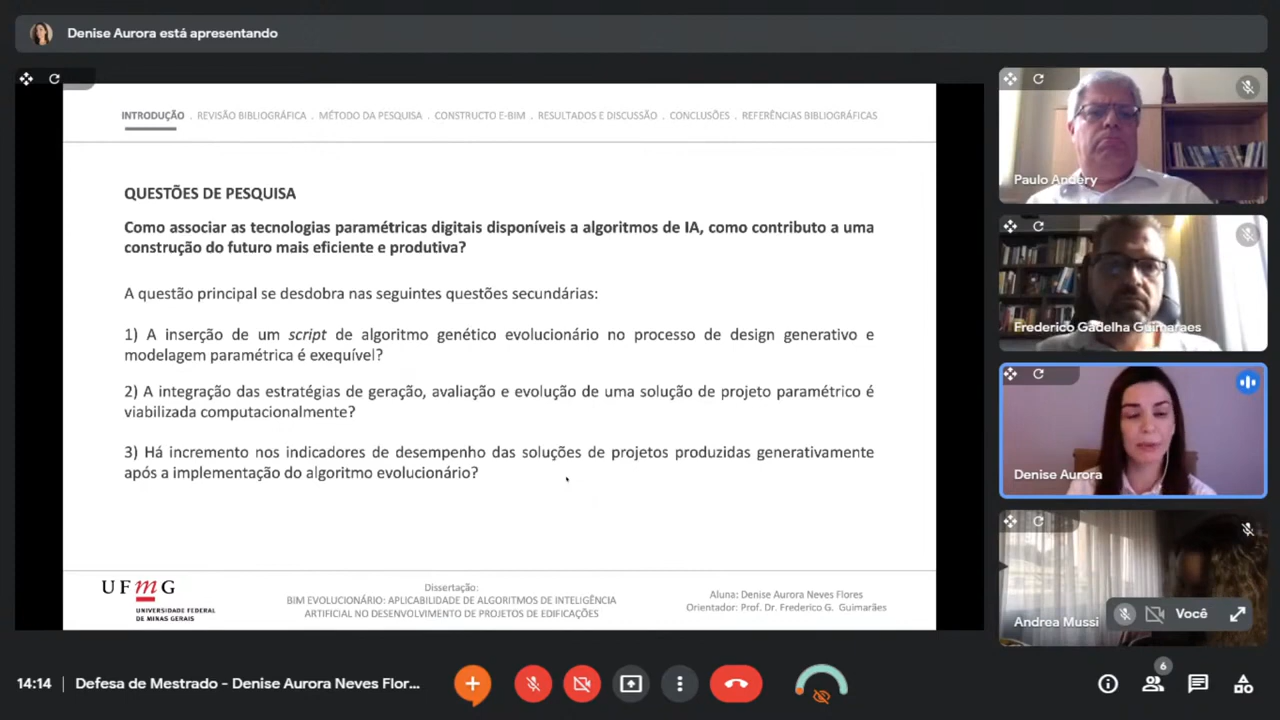 Denise Aurora está apresentando
INTRODUÇÃO . REVISÃO BIBLIOGRÁFICA . MÉTODO DA PESQUISA . CONSTRUCTO E-BIM . RESULTADOS E DISCUSSÃO . CONCLUSÕES . REFERÊNCIAS BIBLIOGRÁFICAS
QUESTÕES DE PESQUISA
Como associar as tecnologias paramétricas digitais disponíveis a algoritmos de IA, como contributo a uma
construção do futuro mais eficiente e produtiva?
A questão principal se desdobra nas seguintes questões secundárias:
1) A inserção de um script de algoritmo genético evolucionário no processo de design generativo e
modelagem paramétrica é exequível?
2) A integração das estratégias de geração, avaliação e evolução de uma solução de projeto paramétrico é
viabilizada computacionalmente?
3) Há incremento nos indicadores de desempenho das soluções de projetos produzidas generativamente
após a implementação do algoritmo evolucionário?
UFmG
UNIVERSIDADE FEDERAL
DE MINAS GERAIS
Dissertação:
BIM EVOLUCIONÁRIO: APLICABILIDADE DE ALGORITMOS DE INTELIGÊNCIA
ARTIFICIAL NO DESENVOLVIMENTO DE PROJETOS DE EDIFICAÇÕES
Aluna: Denise Aurora Neves Flores
Orientador: Prof. Dr. Frederico G. Guimarães
Paulo Andery
Frederico Gadelha Guimaraes
Denise Aurora
Andrea Mussi
Você
14:14 | Defesa de Mestrado - Denise Aurora Neves Flor...
6